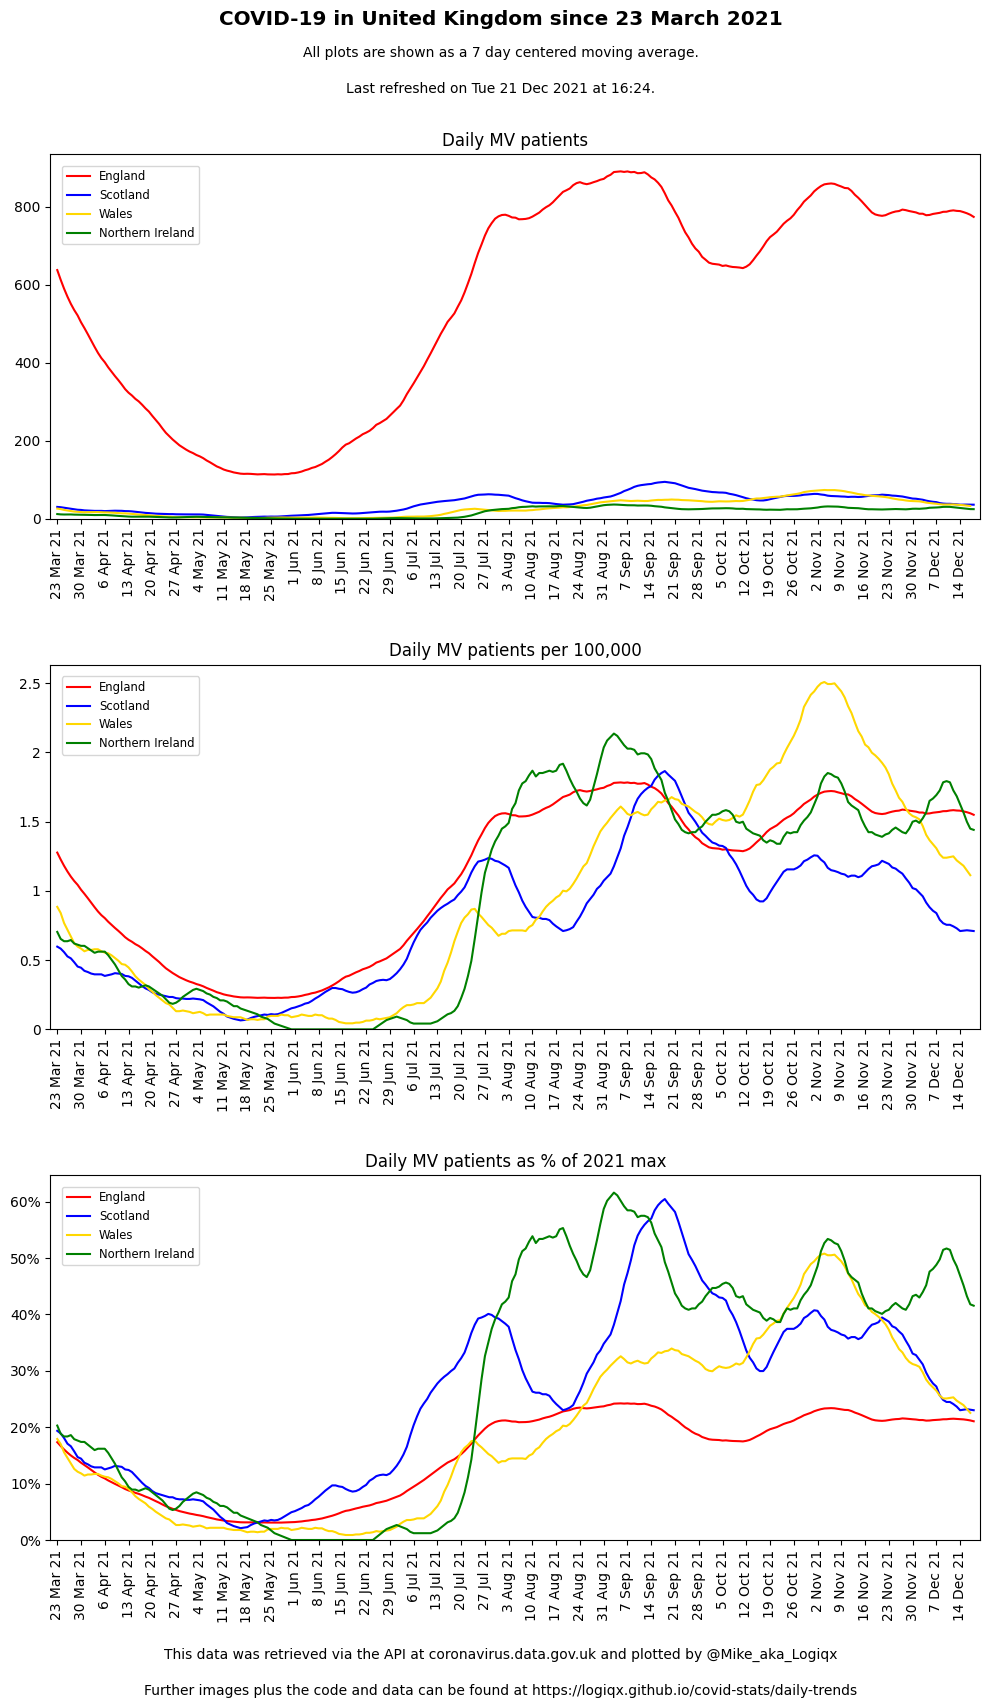 COVID-19 in United Kingdom since 23 March 2021
All plots are shown as a 7 day centered moving average.
Last refreshed on Tue 21 Dec 2021 at 16:24.
Daily MV patients
England
Scotland
Wales
Northern Ireland
800
600
400
200
0
23 Mar 21
30 Mar 21
6 Apr 21
13 Apr 21
20 Apr 21
27 Apr 21
4 May 21
11 May 21
18 May 21
25 May 21
1 Jun 21
8 Jun 21
15 Jun 21
22 Jun 21
29 Jun 21
6 Jul 21
13 Jul 21
20 Jul 21
27 Jul 21
3 Aug 21
10 Aug 21
17 Aug 21
24 Aug 21
31 Aug 21
7 Sep 21
14 Sep 21
21 Sep 21
28 Sep 21
5 Oct 21
12 Oct 21
19 Oct 21
26 Oct 21
2 Nov 21
9 Nov 21
16 Nov 21
23 Nov 21
30 Nov 21
7 Dec 21
14 Dec 21
Daily MV patients per 100,000
England
Scotland
Wales
Northern Ireland
2.5
2
1.5
1
0.5
0
23 Mar 21
30 Mar 21
6 Apr 21
13 Apr 21
20 Apr 21
27 Apr 21
4 May 21
11 May 21
18 May 21
25 May 21
1 Jun 21
8 Jun 21
15 Jun 21
22 Jun 21
29 Jun 21
6 Jul 21
13 Jul 21
20 Jul 21
27 Jul 21
3 Aug 21
10 Aug 21
17 Aug 21
24 Aug 21
31 Aug 21
7 Sep 21
14 Sep 21
21 Sep 21
28 Sep 21
5 Oct 21
12 Oct 21
19 Oct 21
26 Oct 21
2 Nov 21
9 Nov 21
16 Nov 21
23 Nov 21
30 Nov 21
7 Dec 21
14 Dec 21
Daily MV patients as % of 2021 max
England
Scotland
Wales
Northern Ireland
60%
50%
40%
30%
20%
10%
0%
23 Mar 21
30 Mar 21
6 Apr 21
13 Apr 21
20 Apr 21
27 Apr 21
4 May 21
11 May 21
18 May 21
25 May 21
1 Jun 21
8 Jun 21
15 Jun 21
22 Jun 21
29 Jun 21
6 Jul 21
13 Jul 21
20 Jul 21
27 Jul 21
3 Aug 21
10 Aug 21
17 Aug 21
24 Aug 21
31 Aug 21
7 Sep 21
14 Sep 21
21 Sep 21
28 Sep 21
5 Oct 21
12 Oct 21
19 Oct 21
26 Oct 21
2 Nov 21
9 Nov 21
16 Nov 21
23 Nov 21
30 Nov 21
7 Dec 21
14 Dec 21
This data was retrieved via the API at coronavirus.data.gov.uk and plotted by @Mike_aka_Logiqx
Further images plus the code and data can be found at https://logiqx.github.io/covid-stats/daily-trends